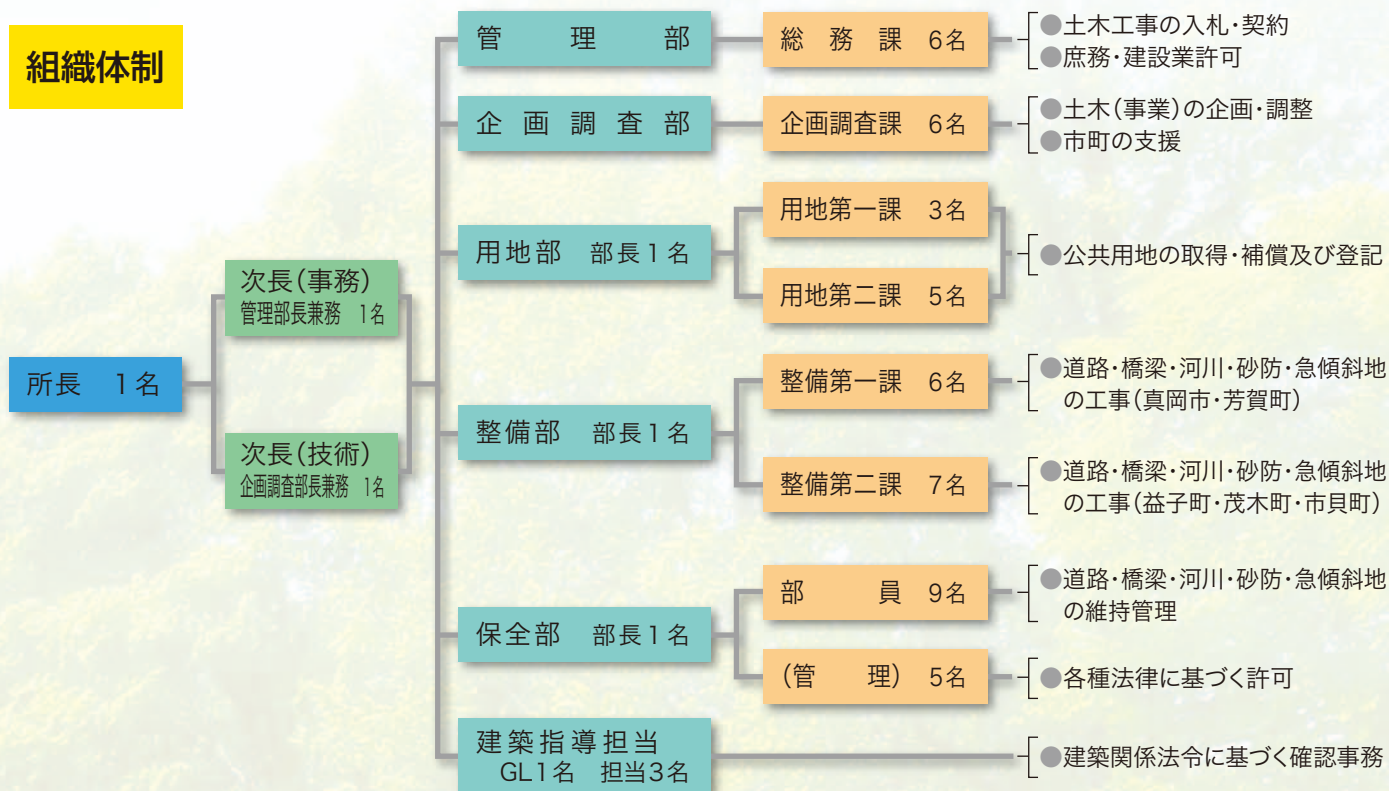 組織体制
所長 1名
次長(事務)
管理部長兼務 1名
次長(技術)
企画調査部長兼務 1名
管理部
総務課 6名
●土木工事の入札・契約
●庶務・建設業許可
企画調査部
企画調査課 6名
●土木(事業)の企画・調整
●市町の支援
用地部 部長1名
用地第一課 3名
用地第二課 5名
●公共用地の取得・補償及び登記
整備部 部長1名
整備第一課 6名
●道路・橋梁・河川・砂防・急傾斜地
の工事(真岡市・芳賀町)
整備第二課 7名
●道路・橋梁・河川・砂防・急傾斜地
の工事(益子町・茂木町・市貝町)
保全部 部長1名
部員 9名
●道路・橋梁・河川・砂防・急傾斜地
の維持管理
(管理) 5名
●各種法律に基づく許可
建築指導担当
GL1名 担当3名
●建築関係法令に基づく確認事務